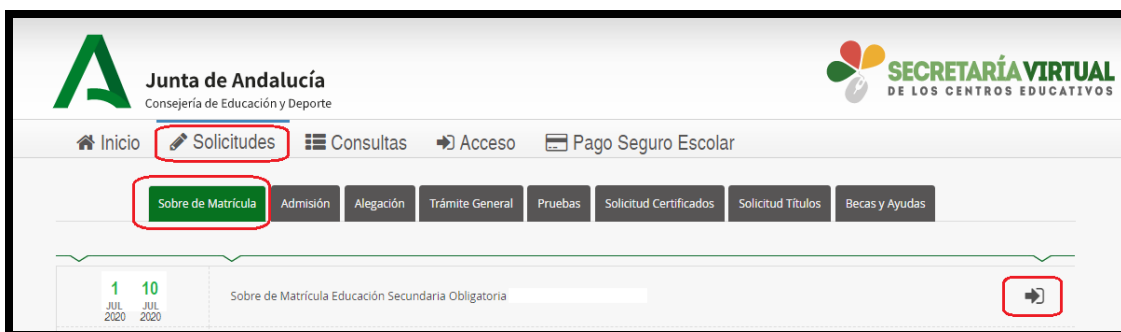 Junta de Andalucía
Consejería de Educación y Deporte
SECRETARÍA VIRTUAL
DE LOS CENTROS EDUCATIVOS
Inicio Solicitudes Consultas Acceso Pago Seguro Escolar
Sobre de Matrícula Admisión Alegación Trámite General Pruebas Solicitud Certificados Solicitud Títulos Becas y Ayudas
1 10
JUL JUL
2020 2020
Sobre de Matrícula Educación Secundaria Obligatoria